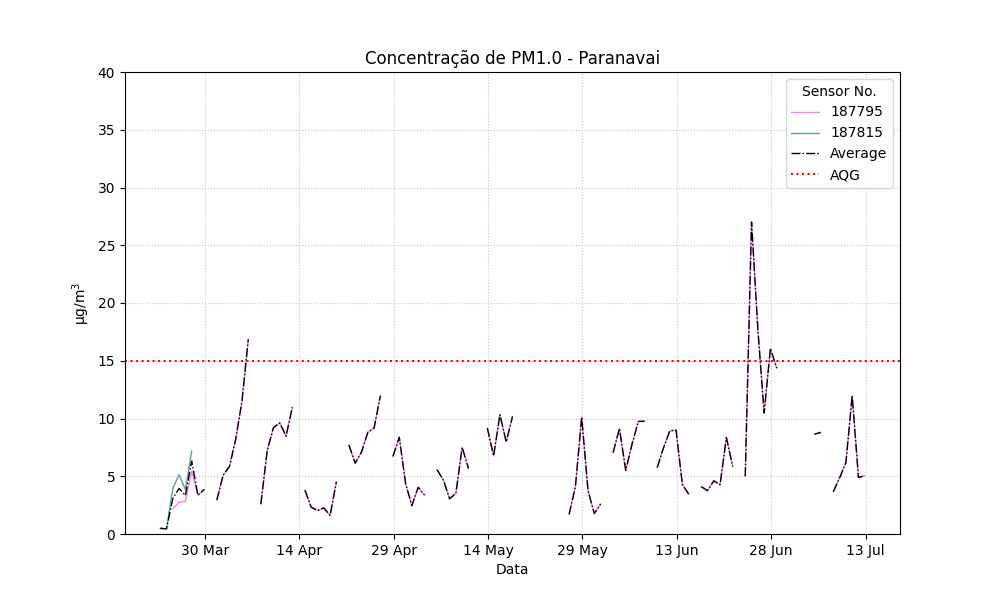 Concentração de PM1.0 - Paranavai
40
35
30
25
20
15
10
5
0
µg/m³
Sensor No.
187795
187815
Average
AQG
30 Mar
14 Apr
29 Apr
14 May
29 May
13 Jun
28 Jun
13 Jul
Data